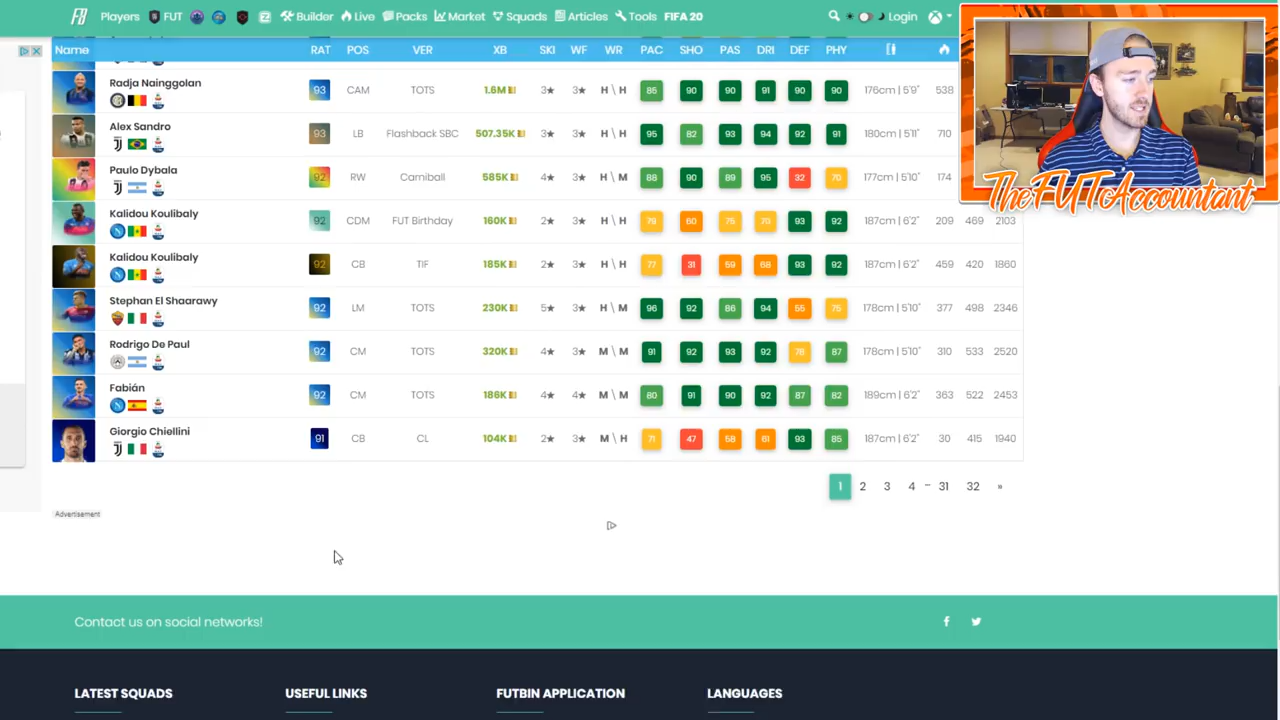 F8 Players FUT Builder Live Packs Market Squads Articles Tools FIFA 20 Login
Name RAT POS VER XB SKI WF WR PAC SHO PAS DRI DEF PHY
Radja Nainggolan 93 CAM TOTS 1.6M 3★ 3★ H \ H 85 90 90 91 90 90 176cm | 5'9" 538
Alex Sandro 93 LB Flashback SBC 507.35K 3★ 3★ H \ H 95 82 93 94 92 91 180cm | 5'11" 710
Paulo Dybala 92 RW Carniball 585K 4★ 3★ H \ M 88 90 89 95 32 70 177cm | 5'10" 174
Kalidou Koulibaly 92 CDM FUT Birthday 160K 2★ 3★ H \ H 79 60 75 70 93 92 187cm | 6'2" 209 469 2103
Kalidou Koulibaly 92 CB TIF 185K 2★ 3★ H \ H 77 31 59 68 93 92 187cm | 6'2" 459 420 1860
Stephan El Shaarawy 92 LM TOTS 230K 5★ 3★ H \ M 96 92 86 94 55 75 178cm | 5'10" 377 498 2346
Rodrigo De Paul 92 CM TOTS 320K 4★ 3★ M \ M 91 92 93 92 78 87 178cm | 5'10" 310 533 2520
Fabián 92 CM TOTS 186K 4★ 4★ M \ M 80 91 90 92 87 82 189cm | 6'2" 363 522 2453
Giorgio Chiellini 91 CB CL 104K 2★ 3★ M \ H 71 47 58 61 93 85 187cm | 6'2" 30 415 1940
TheFUTAccountant
1 2 3 4 ... 31 32 »
Advertisement
Contact us on social networks!
LATEST SQUADS USEFUL LINKS FUTBIN APPLICATION LANGUAGES